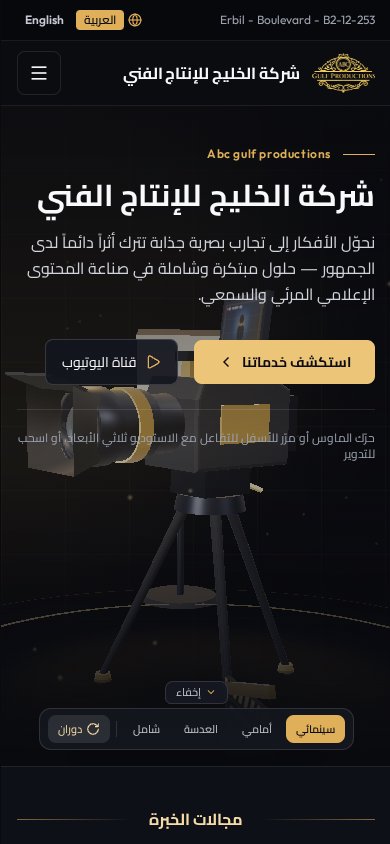 English
العربية
Erbil - Boulevard - B2-12-253
شركة الخليج للإنتاج الفني
ABC
GULF PRODUCTIONS
Abc gulf productions
شركة الخليج للإنتاج الفني
نحوّل الأفكار إلى تجارب بصرية جذابة تترك أثراً دائماً لدى
الجمهور — حلول مبتكرة وشاملة في صناعة المحتوى
الإعلامي المرئي والسمعي.
استكشف خدماتنا
قناة اليوتيوب
حرّك الماوس أو مرّر للأسفل للتفاعل مع الاستوديو ثلاثي الأبعاد، أو اسحب
للتدوير
إخفاء
سينمائي
أمامي
العدسة
شامل
دوران
مجالات الخبرة